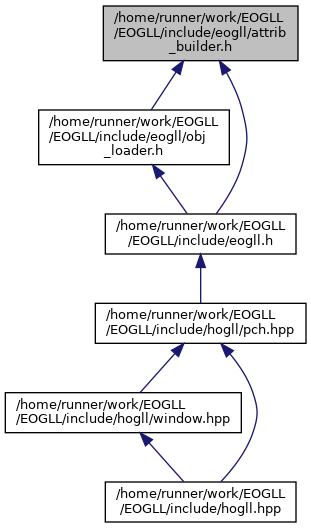 /home/runner/work/EOGLL
/EOGLL/include/eogll/attrib
_builder.h
/home/runner/work/EOGLL
/EOGLL/include/eogll/obj
_loader.h
/home/runner/work/EOGLL
/EOGLL/include/eogll.h
/home/runner/work/EOGLL
/EOGLL/include/hogll/pch.hpp
/home/runner/work/EOGLL
/EOGLL/include/hogll/window.hpp
/home/runner/work/EOGLL
/EOGLL/include/hogll.hpp